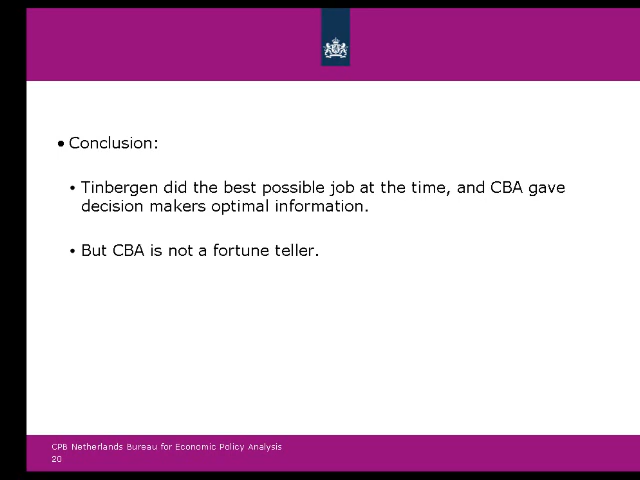 • Conclusion:
• Tinbergen did the best possible job at the time, and CBA gave
decision makers optimal information.
• But CBA is not a fortune teller.
CPB Netherlands Bureau for Economic Policy Analysis
20